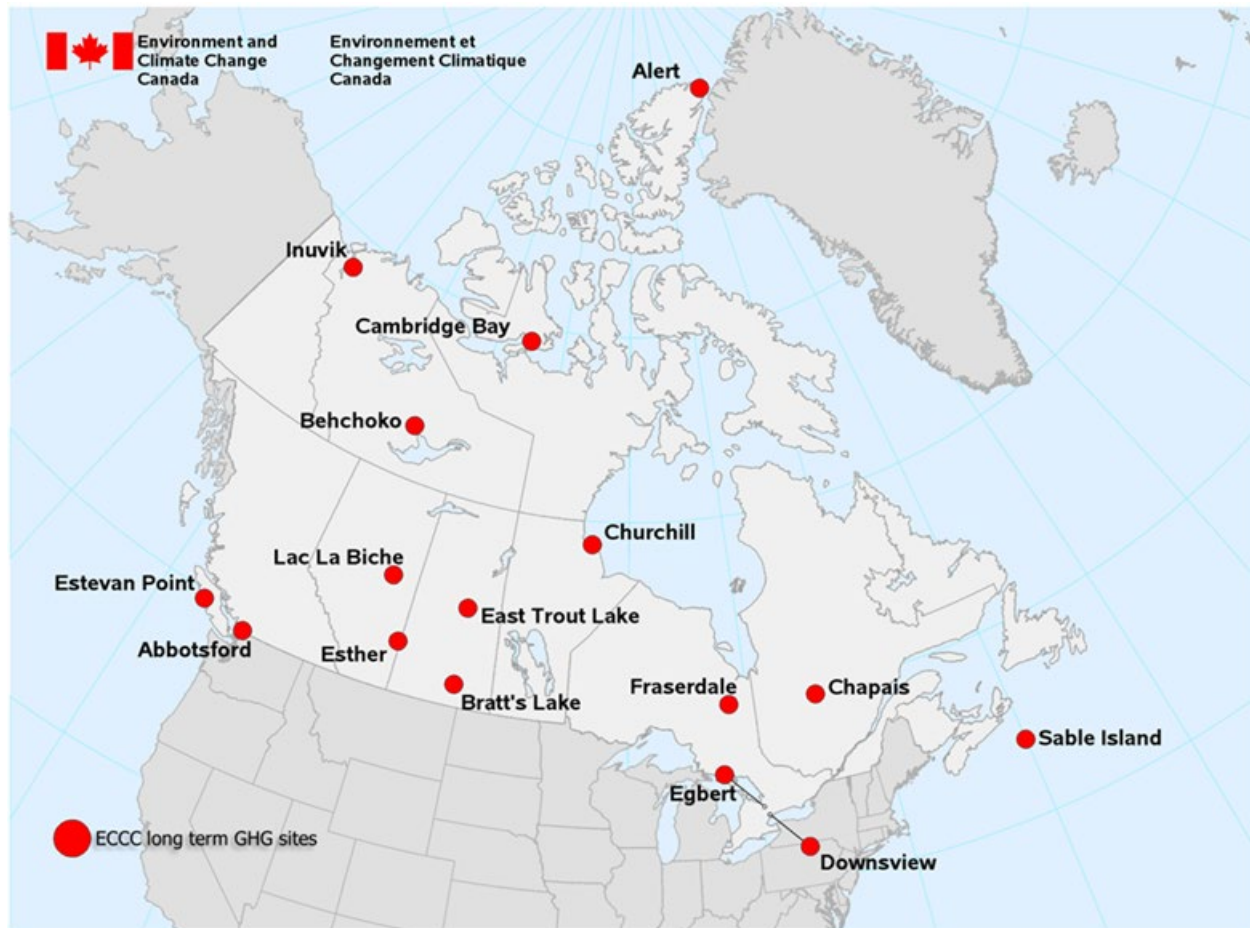 Environment and
Climate Change
Canada
Environnement et
Changement Climatique
Canada
Alert
Inuvik
Cambridge Bay
Behchoko
Churchill
Lac La Biche
Estevan Point
East Trout Lake
Abbotsford
Esther
Fraserdale
Chapais
Bratt's Lake
Sable Island
Egbert
ECCC long term GHG sites
Downsview